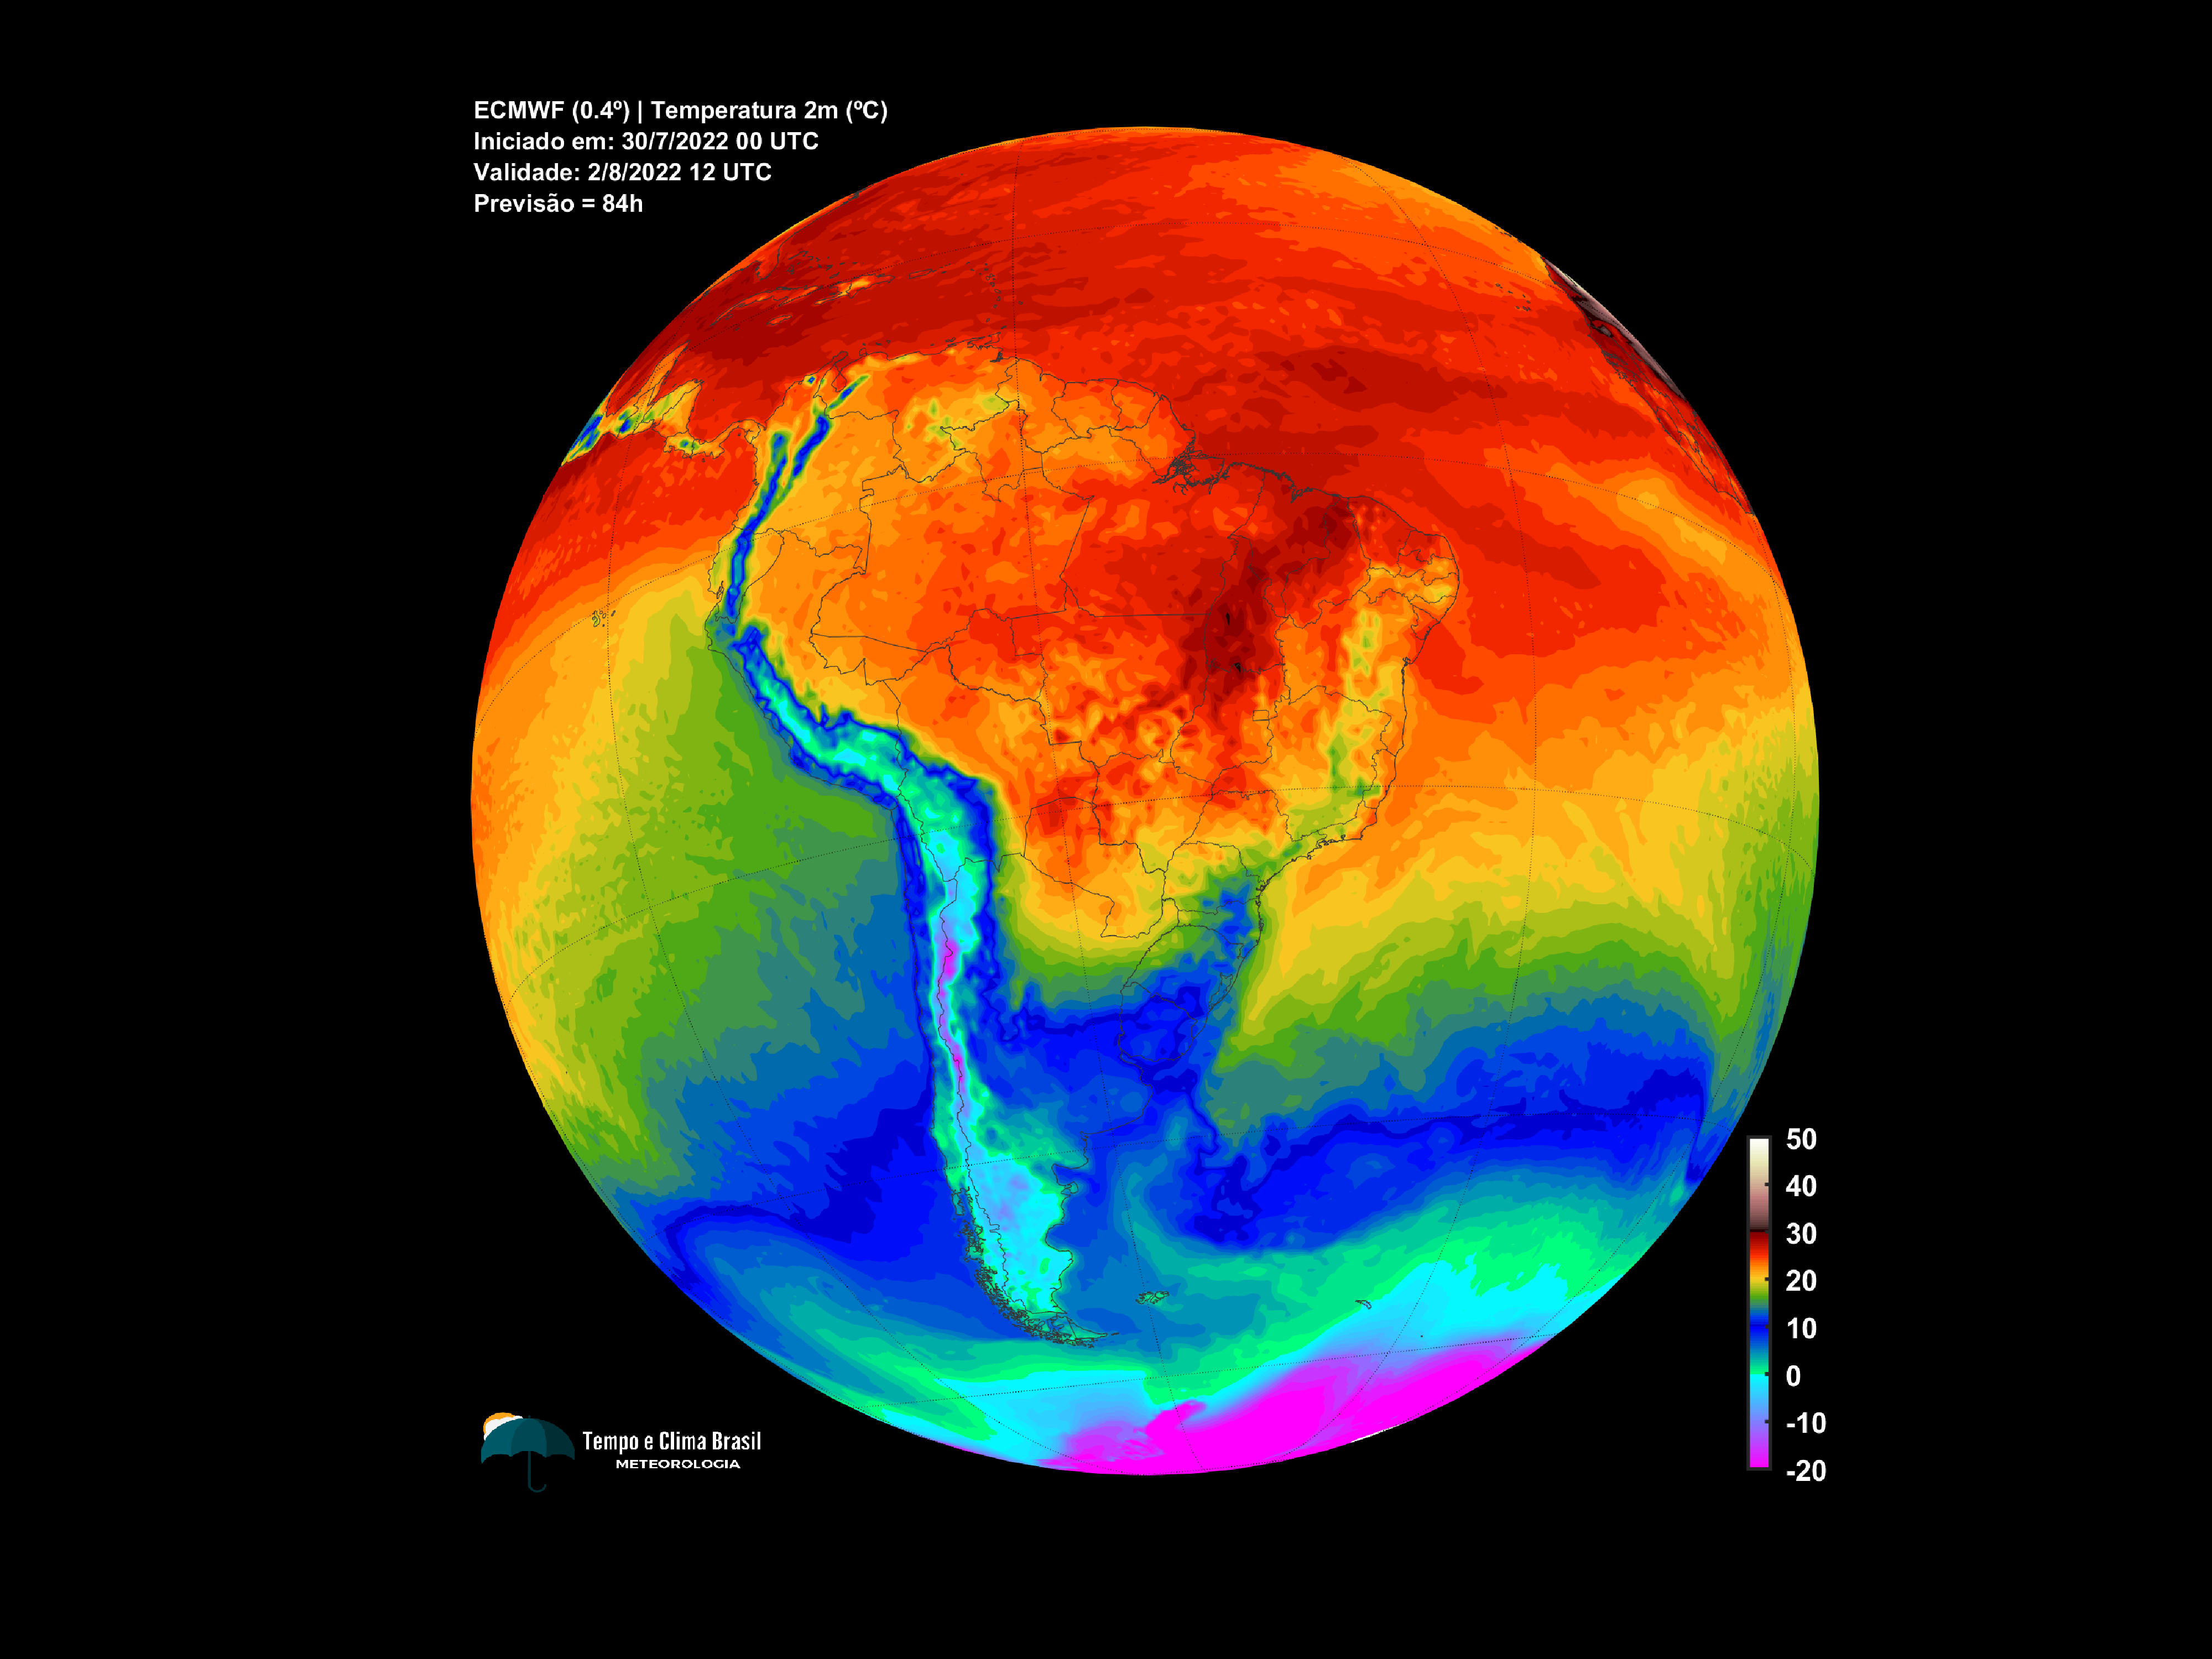 ECMWF (0.4º) | Temperatura 2m (ºC)
Iniciado em: 30/7/2022 00 UTC
Validade: 2/8/2022 12 UTC
Previsão = 84h
50
40
30
20
10
0
-10
-20
Tempo e Clima Brasil
METEOROLOGIA